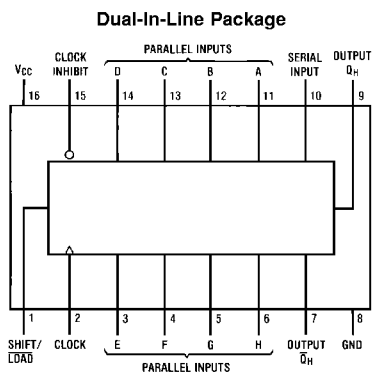 Dual-In-Line Package
PARALLEL INPUTS
CLOCK INHIBIT
SERIAL INPUT
OUTPUT QH
VCC
D C B A
16 15 14 13 12 11 10 9
1 2 3 4 5 6 7 8
SHIFT/LOAD
CLOCK
E F G H
OUTPUT Q̅H
GND
PARALLEL INPUTS